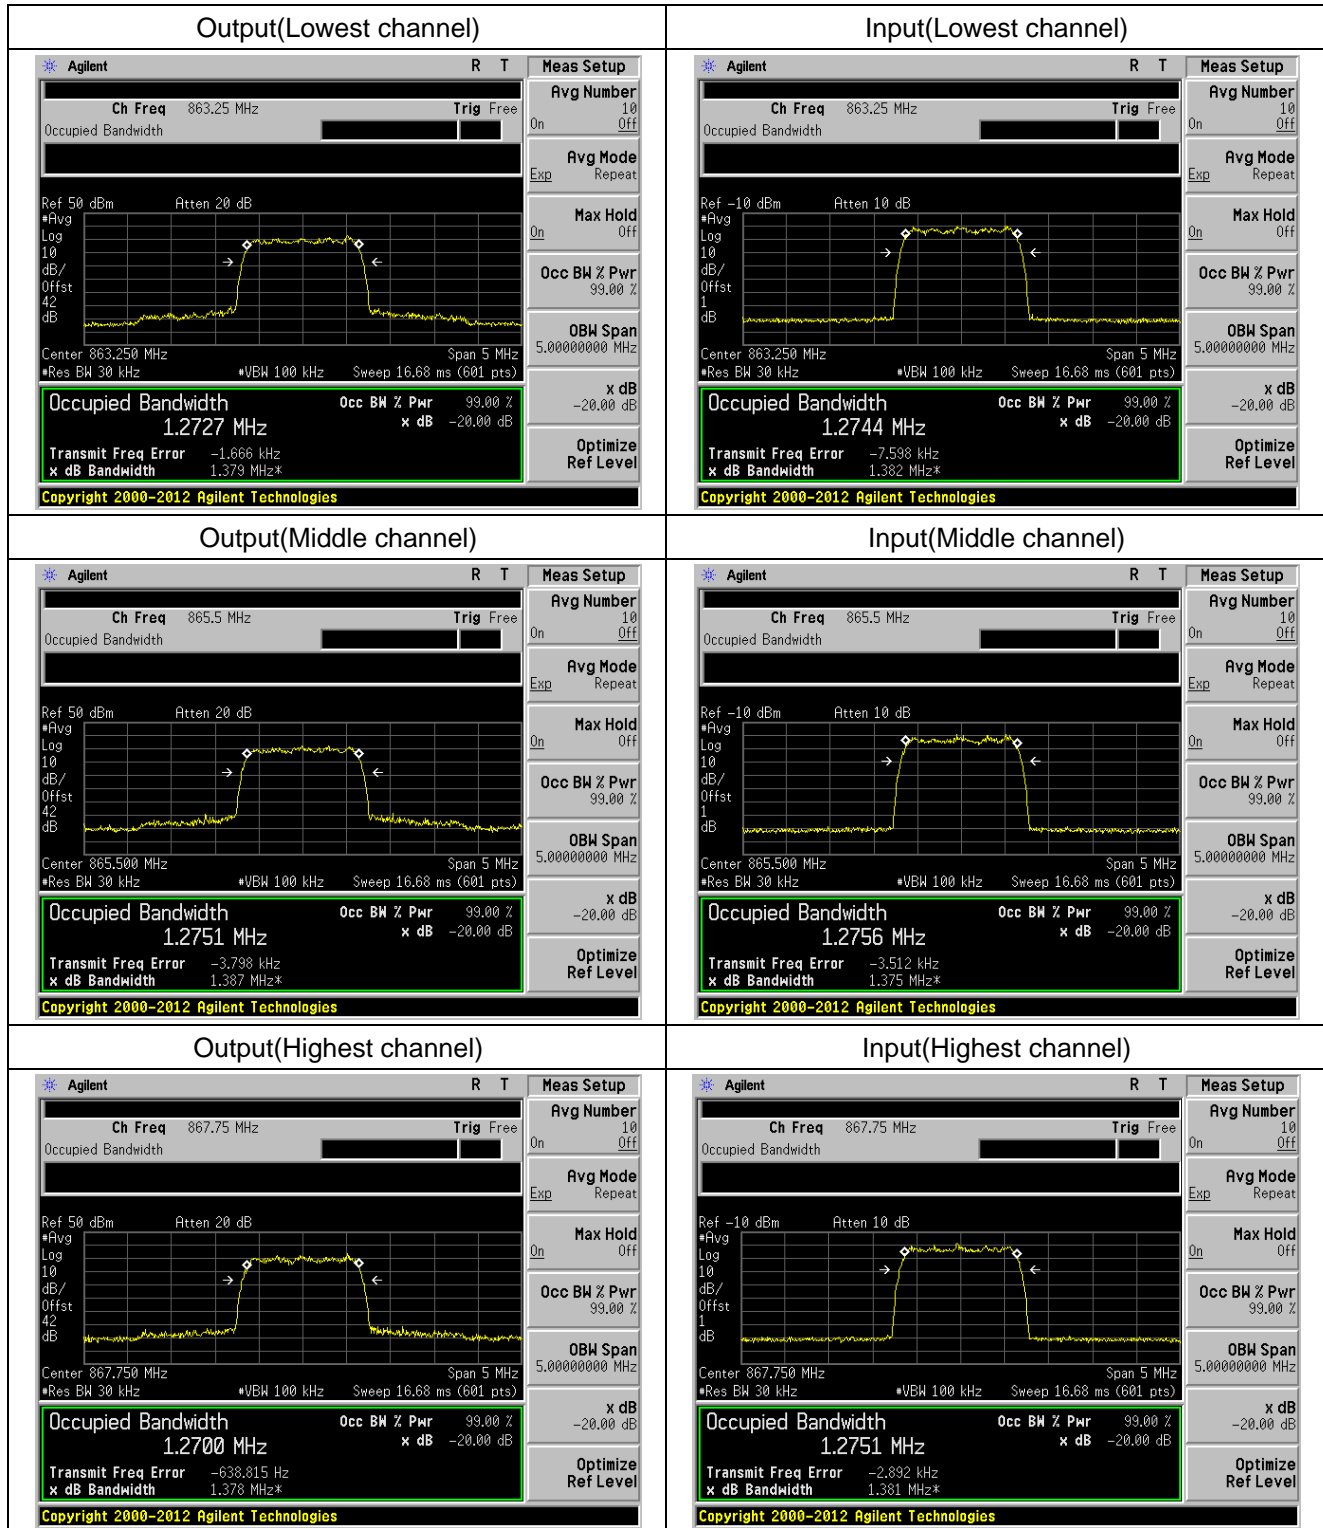 Output(Lowest channel)
Input(Lowest channel)
Agilent R T Meas Setup
Ch Freq 863.25 MHz Trig Free
Occupied Bandwidth
Avg Number
10
On Off
Avg Mode
Exp Repeat
Max Hold
On Off
Occ BW % Pwr
99.00 %
OBW Span
5.00000000 MHz
x dB
-20.00 dB
Optimize
Ref Level
Ref 50 dBm Atten 20 dB
#Avg
Log
10
dB/
Offst
42
dB
Center 863.250 MHz Span 5 MHz
#Res BW 30 kHz #VBW 100 kHz Sweep 16.68 ms (601 pts)
Occupied Bandwidth Occ BW % Pwr 99.00 %
1.2727 MHz x dB -20.00 dB
Transmit Freq Error -1.666 kHz
x dB Bandwidth 1.379 MHz*
Copyright 2000-2012 Agilent Technologies
Agilent R T Meas Setup
Ch Freq 863.25 MHz Trig Free
Occupied Bandwidth
Avg Number
10
On Off
Avg Mode
Exp Repeat
Max Hold
On Off
Occ BW % Pwr
99.00 %
OBW Span
5.00000000 MHz
x dB
-20.00 dB
Optimize
Ref Level
Ref -10 dBm Atten 10 dB
#Avg
Log
10
dB/
Offst
1
dB
Center 863.250 MHz Span 5 MHz
#Res BW 30 kHz #VBW 100 kHz Sweep 16.68 ms (601 pts)
Occupied Bandwidth Occ BW % Pwr 99.00 %
1.2744 MHz x dB -20.00 dB
Transmit Freq Error -7.598 kHz
x dB Bandwidth 1.382 MHz*
Copyright 2000-2012 Agilent Technologies
Output(Middle channel)
Input(Middle channel)
Agilent R T Meas Setup
Ch Freq 865.5 MHz Trig Free
Occupied Bandwidth
Avg Number
10
On Off
Avg Mode
Exp Repeat
Max Hold
On Off
Occ BW % Pwr
99.00 %
OBW Span
5.00000000 MHz
x dB
-20.00 dB
Optimize
Ref Level
Ref 50 dBm Atten 20 dB
#Avg
Log
10
dB/
Offst
42
dB
Center 865.500 MHz Span 5 MHz
#Res BW 30 kHz #VBW 100 kHz Sweep 16.68 ms (601 pts)
Occupied Bandwidth Occ BW % Pwr 99.00 %
1.2751 MHz x dB -20.00 dB
Transmit Freq Error -3.798 kHz
x dB Bandwidth 1.387 MHz*
Copyright 2000-2012 Agilent Technologies
Agilent R T Meas Setup
Ch Freq 865.5 MHz Trig Free
Occupied Bandwidth
Avg Number
10
On Off
Avg Mode
Exp Repeat
Max Hold
On Off
Occ BW % Pwr
99.00 %
OBW Span
5.00000000 MHz
x dB
-20.00 dB
Optimize
Ref Level
Ref -10 dBm Atten 10 dB
#Avg
Log
10
dB/
Offst
1
dB
Center 865.500 MHz Span 5 MHz
#Res BW 30 kHz #VBW 100 kHz Sweep 16.68 ms (601 pts)
Occupied Bandwidth Occ BW % Pwr 99.00 %
1.2756 MHz x dB -20.00 dB
Transmit Freq Error -3.512 kHz
x dB Bandwidth 1.375 MHz*
Copyright 2000-2012 Agilent Technologies
Output(Highest channel)
Input(Highest channel)
Agilent R T Meas Setup
Ch Freq 867.75 MHz Trig Free
Occupied Bandwidth
Avg Number
10
On Off
Avg Mode
Exp Repeat
Max Hold
On Off
Occ BW % Pwr
99.00 %
OBW Span
5.00000000 MHz
x dB
-20.00 dB
Optimize
Ref Level
Ref 50 dBm Atten 20 dB
#Avg
Log
10
dB/
Offst
42
dB
Center 867.750 MHz Span 5 MHz
#Res BW 30 kHz #VBW 100 kHz Sweep 16.68 ms (601 pts)
Occupied Bandwidth Occ BW % Pwr 99.00 %
1.2700 MHz x dB -20.00 dB
Transmit Freq Error -638.815 Hz
x dB Bandwidth 1.378 MHz*
Copyright 2000-2012 Agilent Technologies
Agilent R T Meas Setup
Ch Freq 867.75 MHz Trig Free
Occupied Bandwidth
Avg Number
10
On Off
Avg Mode
Exp Repeat
Max Hold
On Off
Occ BW % Pwr
99.00 %
OBW Span
5.00000000 MHz
x dB
-20.00 dB
Optimize
Ref Level
Ref -10 dBm Atten 10 dB
#Avg
Log
10
dB/
Offst
1
dB
Center 867.750 MHz Span 5 MHz
#Res BW 30 kHz #VBW 100 kHz Sweep 16.68 ms (601 pts)
Occupied Bandwidth Occ BW % Pwr 99.00 %
1.2751 MHz x dB -20.00 dB
Transmit Freq Error -2.892 kHz
x dB Bandwidth 1.381 MHz*
Copyright 2000-2012 Agilent Technologies